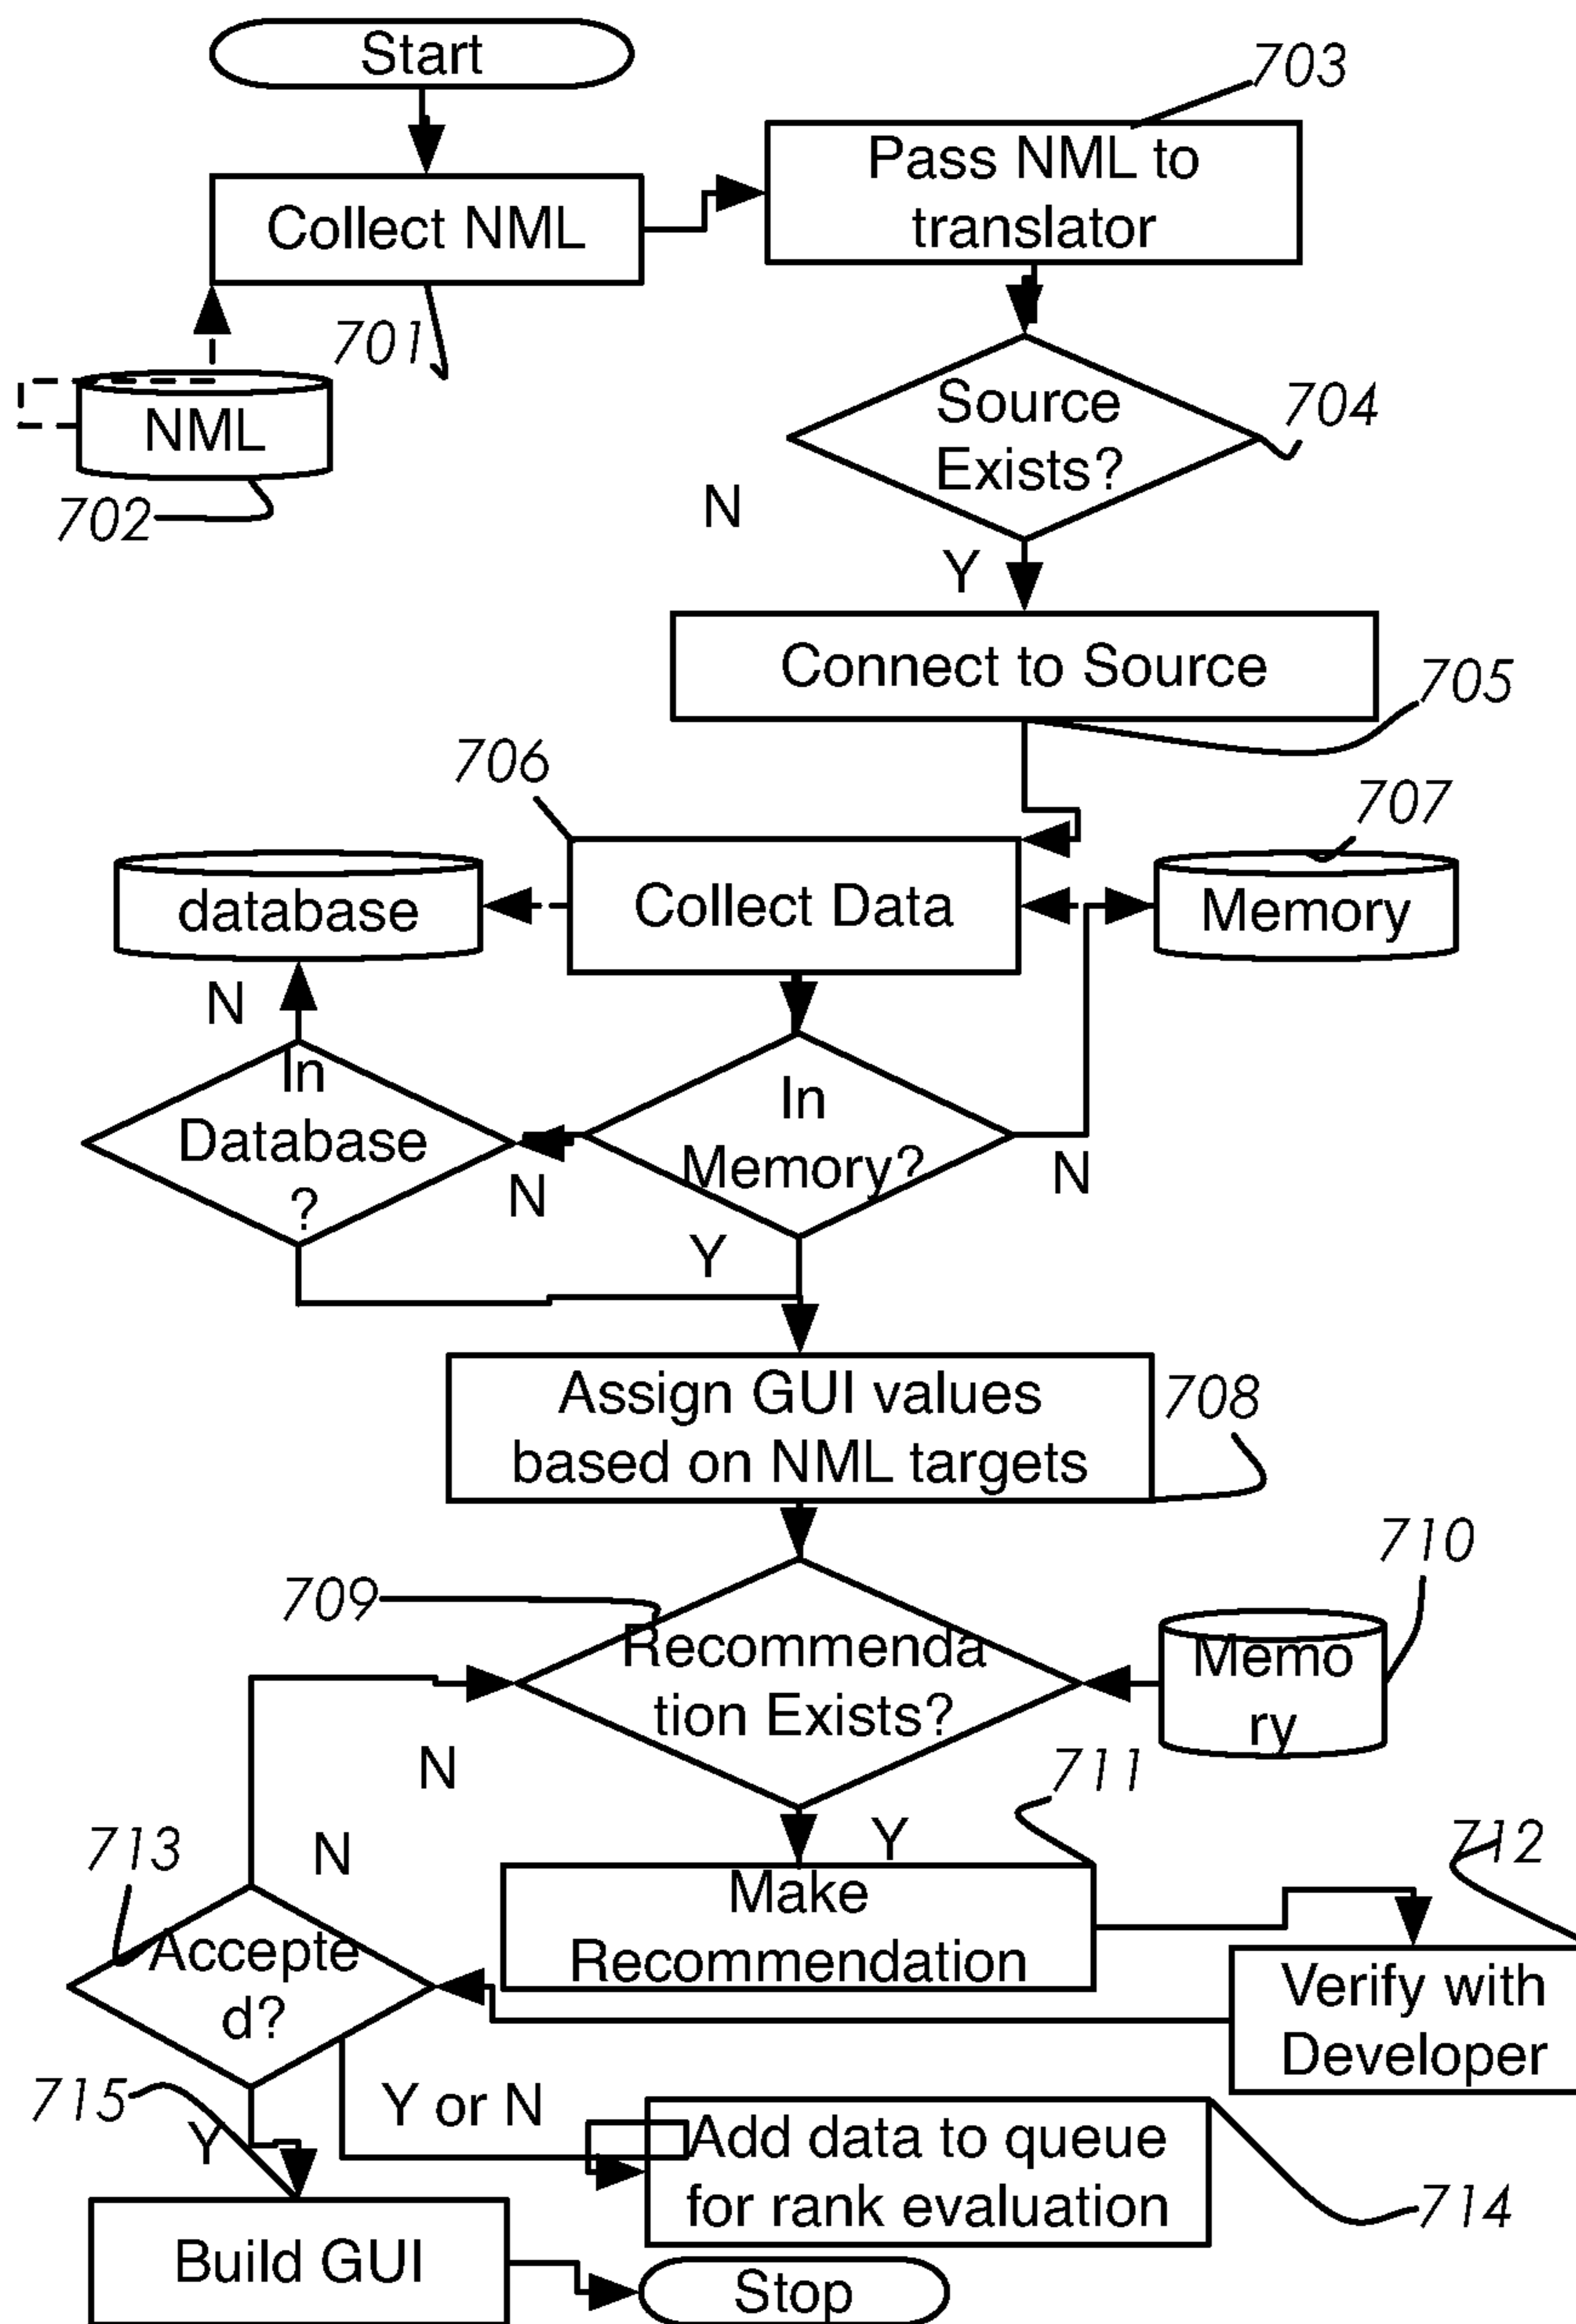 Start
703
Pass NML to
translator
Collect NML
701
NML
702
Source
Exists?
704
N
Y
Connect to Source
705
706
707
database
Collect Data
Memory
N
In
Database
?
In
Memory?
N
N
Y
Assign GUI values
based on NML targets
708
709
710
Recommenda
tion Exists?
Memo
ry
N
711
Y
713
N
712
Make
Recommendation
Accepte
d?
Verify with
Developer
715
Y
Y or N
Add data to queue
for rank evaluation
714
Build GUI
Stop